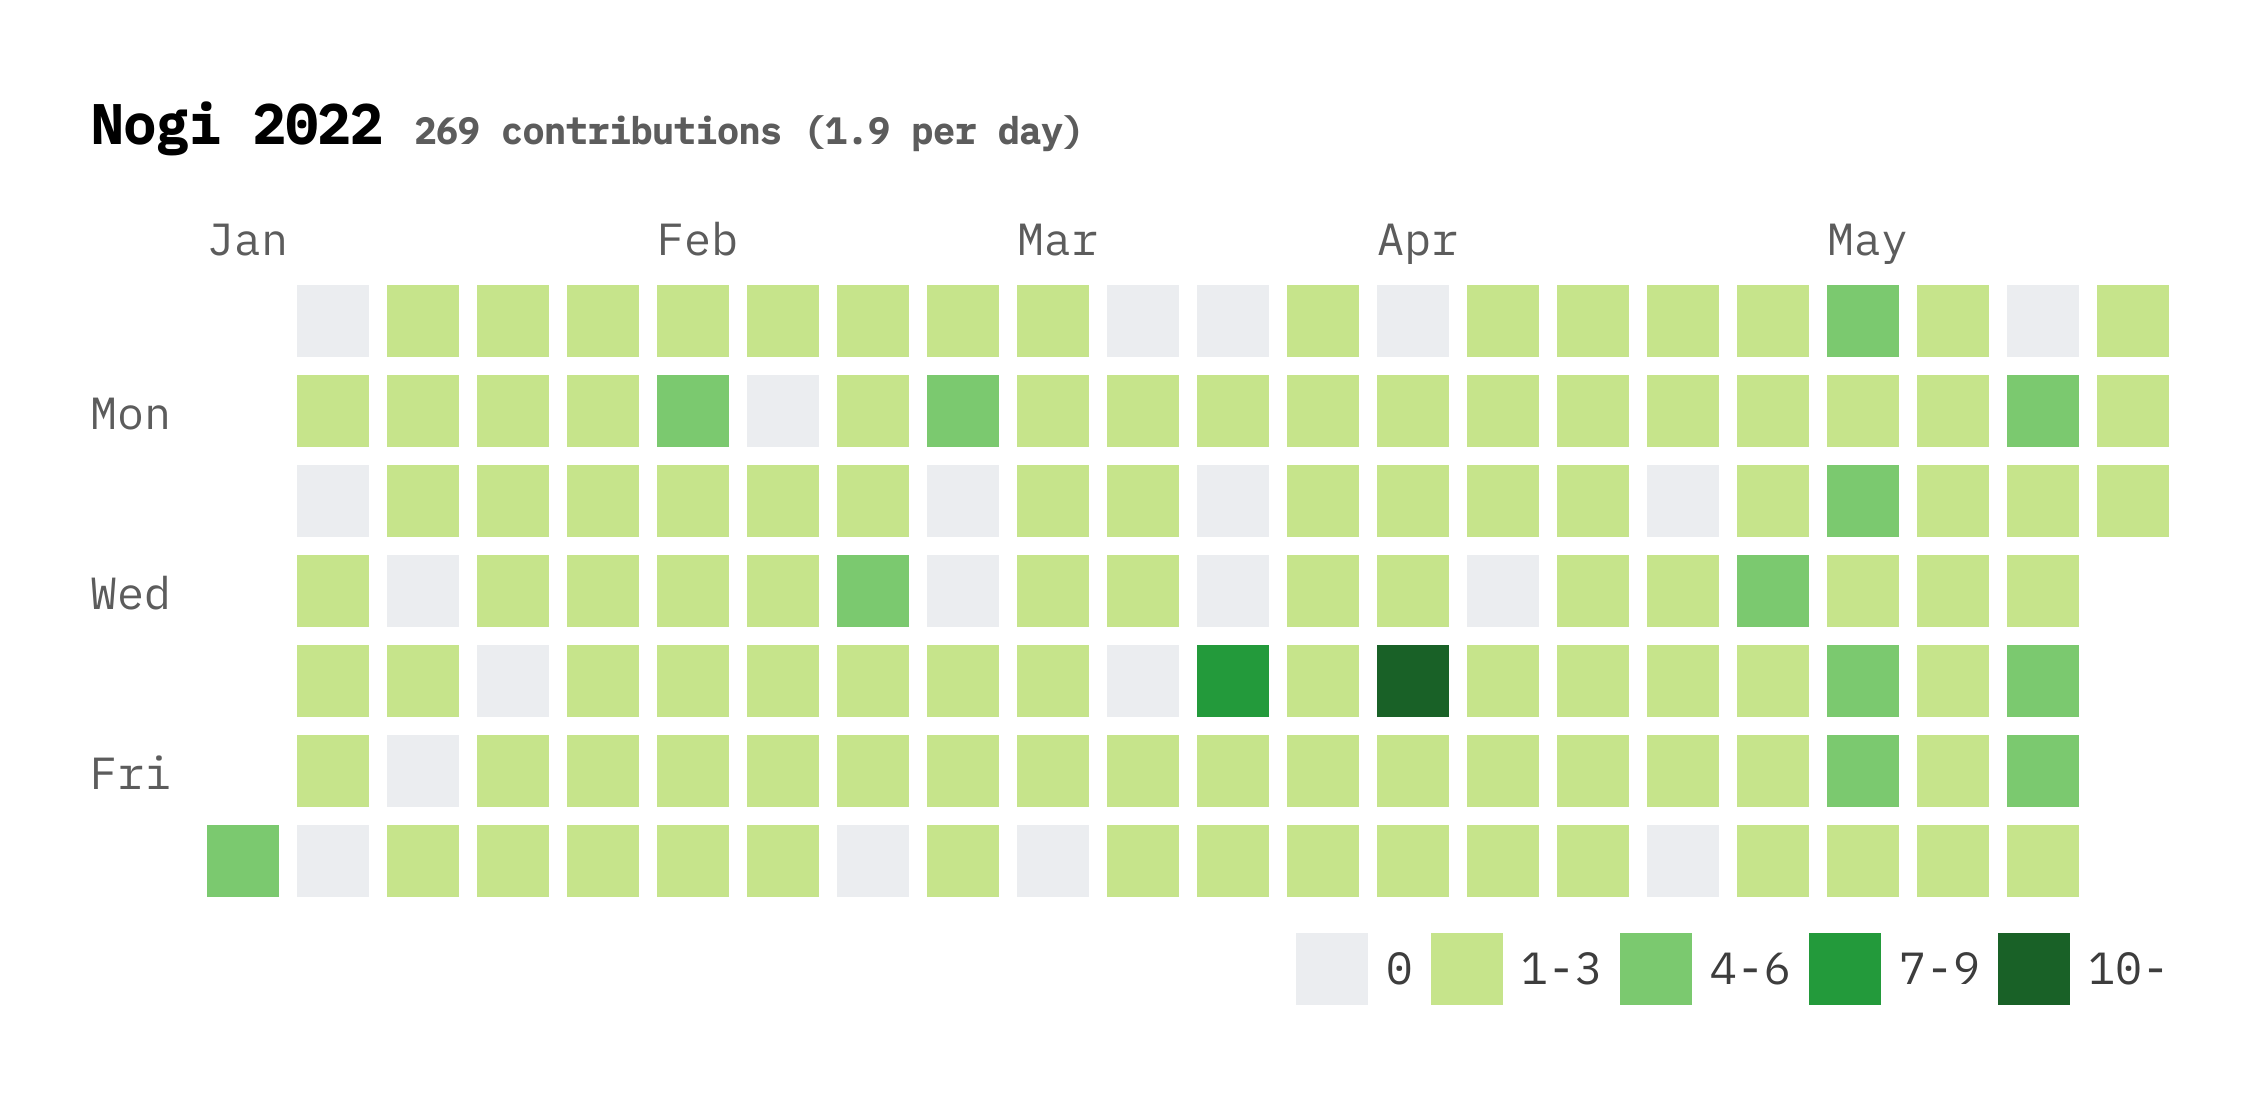 Nogi 2022 269 contributions (1.9 per day)
Jan Feb Mar Apr May
Mon
Wed
Fri
0 1-3 4-6 7-9 10-